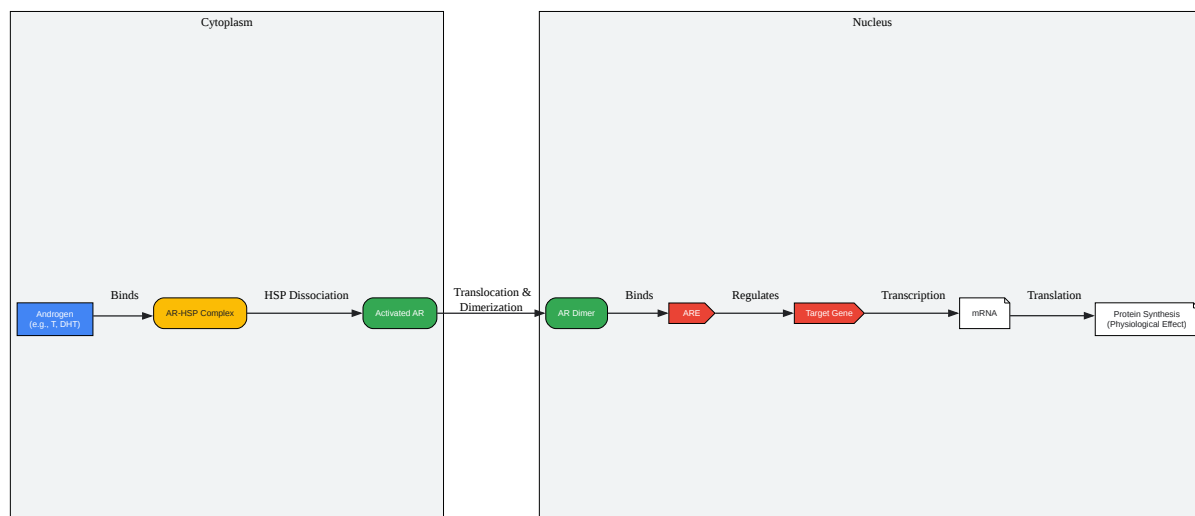 Cytoplasm
Nucleus
Androgen
(e.g., T, DHT)
Binds
AR-HSP Complex
HSP Dissociation
Activated AR
Translocation &
Dimerization
AR Dimer
Binds
ARE
Regulates
Target Gene
Transcription
mRNA
Translation
Protein Synthesis
(Physiological Effect)